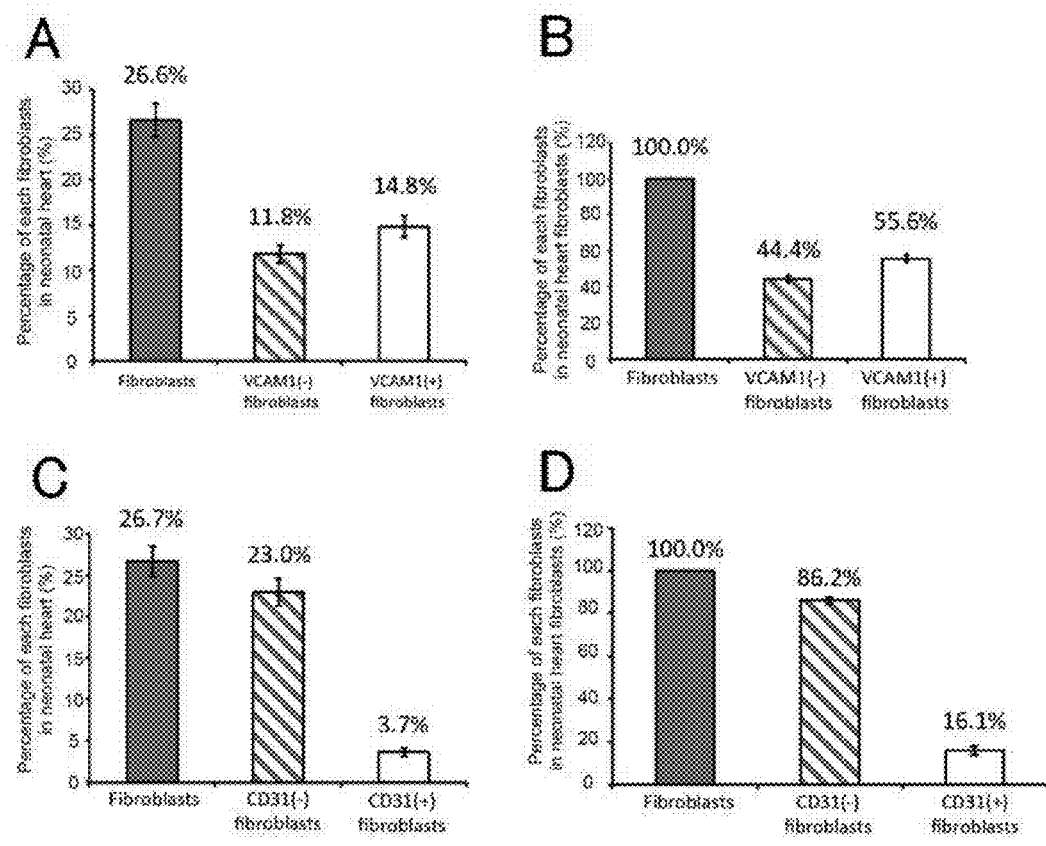 A
Percentage of each fibroblasts
in neonatal heart (%)
30
25
20
15
10
5
0
26.6%
11.8%
14.8%
Fibroblasts
VCAM1(-)
fibroblasts
VCAM1(+)
fibroblasts
B
Percentage of each fibroblasts
in neonatal heart fibroblasts (%)
120
100
80
60
40
20
0
100.0%
44.4%
55.6%
Fibroblasts
VCAM1(-)
fibroblasts
VCAM1(+)
fibroblasts
C
Percentage of each fibroblasts
in neonatal heart (%)
30
25
20
15
10
5
0
26.7%
23.0%
3.7%
Fibroblasts
CD31(-)
fibroblasts
CD31(+)
fibroblasts
D
Percentage of each fibroblasts
in neonatal heart fibroblasts (%)
120
100
80
60
40
20
0
100.0%
86.2%
16.1%
Fibroblasts
CD31(-)
fibroblasts
CD31(+)
fibroblasts